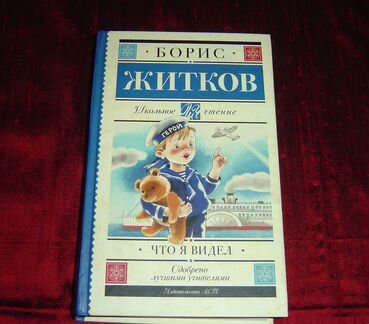 БОРИС
ЖИТКОВ
Школьное чтение
ГЕРОЙ
ЧТО Я ВИДЕЛ
Одобрено
лучшими учителями
Издательство АСТ